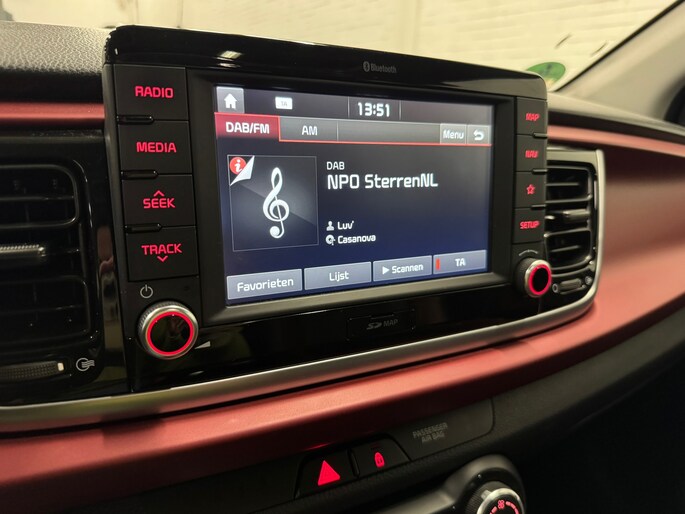 Bluetooth
RADIO
MEDIA
SEEK
TRACK
13:51
DAB/FM
AM
Menu
DAB
NPO SterrenNL
Luv'
Casanova
Favorieten
Lijst
Scannen
TA
MAP
NAV
SETUP
SD MAP
PASSENGER
AIR BAG